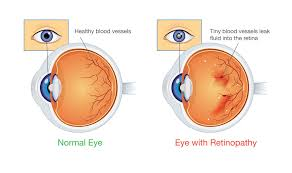 Healthy blood vessels
Tiny blood vessels leak
fluid into the retina
Normal Eye
Eye with Retinopathy